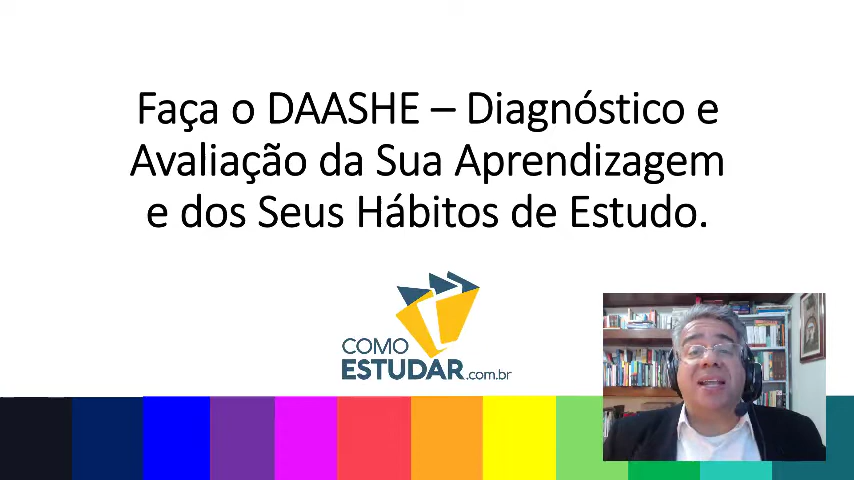 Faça o DAASHE – Diagnóstico e
Avaliação da Sua Aprendizagem
e dos Seus Hábitos de Estudo.
COMO
ESTUDAR.com.br